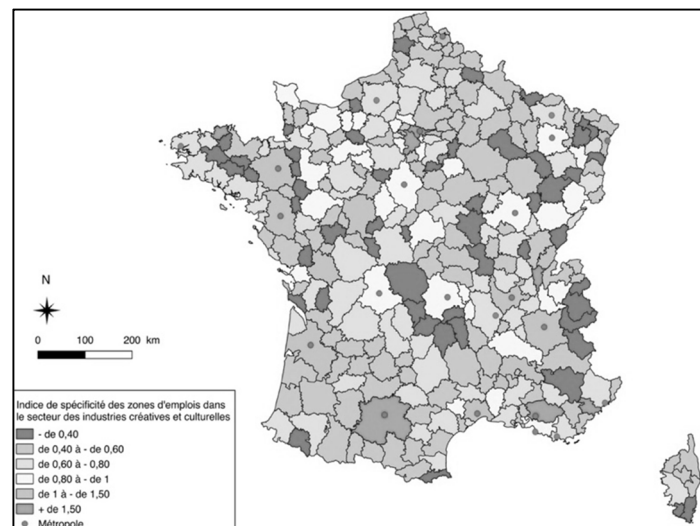 N
0 100 200 km
Indice de spécificité des zones d'emplois dans
le secteur des industries créatives et culturelles
- de 0,40
de 0,40 à - de 0,60
de 0,60 à - 0,80
de 0,80 à - de 1
de 1 à - de 1,50
+ de 1,50
Métropole